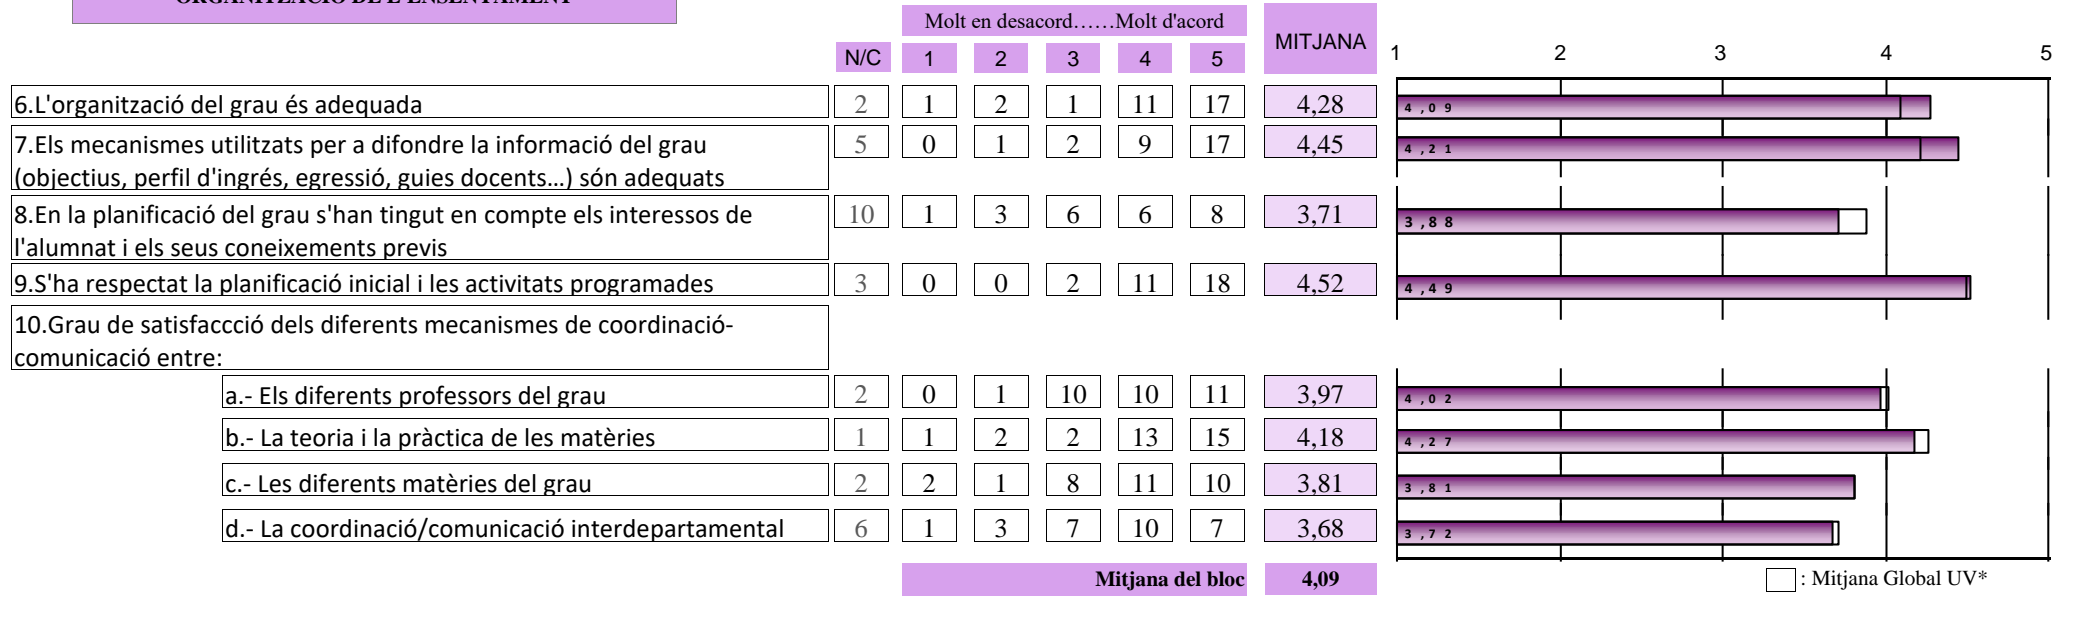 Molt en desacord……Molt d'acord
MITJANA
N/C 1 2 3 4 5
1 2 3 4 5
6.L'organització del grau és adequada 2 1 2 1 11 17 4,28 4,09
7.Els mecanismes utilitzats per a difondre la informació del grau 5 0 1 2 9 17 4,45 4,21
(objectius, perfil d'ingrés, egressió, guies docents...) són adequats
8.En la planificació del grau s'han tingut en compte els interessos de 10 1 3 6 6 8 3,71 3,88
l'alumnat i els seus coneixements previs
9.S'ha respectat la planificació inicial i les activitats programades 3 0 0 2 11 18 4,52 4,49
10.Grau de satisfaccció dels diferents mecanismes de coordinació-
comunicació entre:
a.- Els diferents professors del grau 2 0 1 10 10 11 3,97 4,02
b.- La teoria i la pràctica de les matèries 1 1 2 2 13 15 4,18 4,27
c.- Les diferents matèries del grau 2 2 1 8 11 10 3,81 3,81
d.- La coordinació/comunicació interdepartamental 6 1 3 7 10 7 3,68 3,72
Mitjana del bloc 4,09
: Mitjana Global UV*